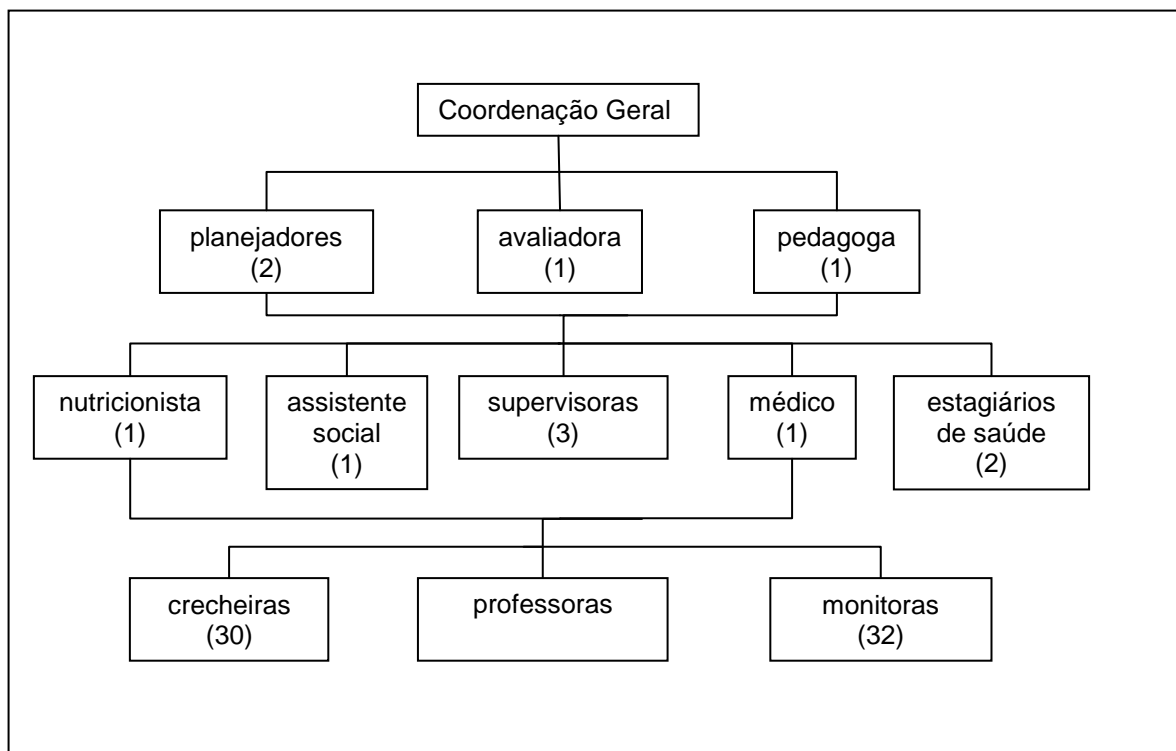 Coordenação Geral
planejadores
(2)
avaliadora
(1)
pedagoga
(1)
nutricionista
(1)
assistente
social
(1)
supervisoras
(3)
médico
(1)
estagiários
de saúde
(2)
crecheiras
(30)
professoras
monitoras
(32)